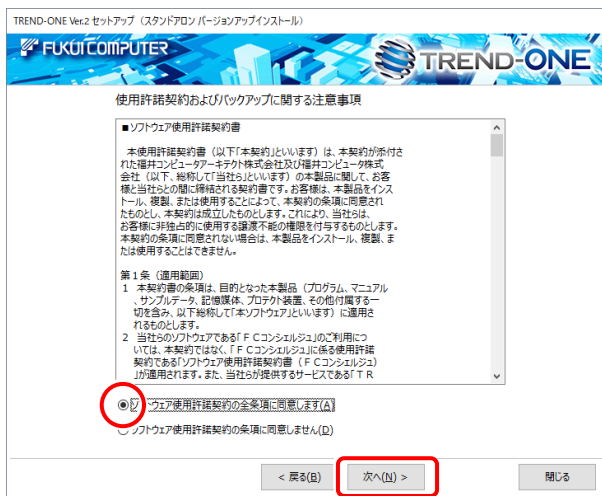 TREND-ONE Ver.2 セットアップ （スタンドアロン バージョンアップインストール）
FUKUI COMPUTER
TREND-ONE
使用許諾契約およびバックアップに関する注意事項
■ソフトウェア使用許諾契約書
本使用許諾契約書（以下「本契約」といいます）は、本契約が添付さ
れた福井コンピュータアーキテクト株式会社及び福井コンピュータ株式
会社（以下、総称して「当社ら」といいます）の本製品に関して、お客
様と当社らとの間に締結される契約書です。お客様は、本製品をインス
トール、複製、または使用することによって、本契約の条項に同意され
たものとし、本契約は成立したものとします。これにより、当社らは、
お客様に非独占的に使用する譲渡不能の権限を付与するものとします。
本契約の条項に同意されない場合は、本製品をインストール、複製、ま
たは使用することはできません。
第１条（適用範囲）
１　本契約書の条項は、目的となった本製品（プログラム、マニュアル
、サンプルデータ、記憶媒体、プロテクト装置、その他付属する一
切を含み、以下総称して「本ソフトウェア」といいます）に適用さ
れるものとします。
２　当社らのソフトウェアである「ＦＣコンシェルジュ」のご利用につ
いては、本契約ではなく、「ＦＣコンシェルジュ」に係る使用許諾
契約である「ソフトウェア使用許諾契約書（ＦＣコンシェルジュ）
」が適用されます。また、当社らが提供するサービスである「ＴＲ
ソフトウェア使用許諾契約の全条項に同意します(A)
ソフトウェア使用許諾契約の条項に同意しません(D)
< 戻る(B) 次へ(N) > 閉じる